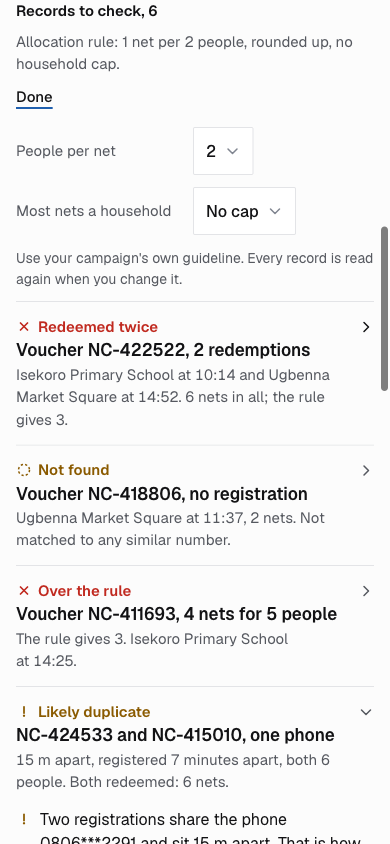 Records to check, 6
Allocation rule: 1 net per 2 people, rounded up, no
household cap.
Done
People per net
2
Most nets a household
No cap
Use your campaign's own guideline. Every record is read
again when you change it.
Redeemed twice
Voucher NC-422522, 2 redemptions
Isekoro Primary School at 10:14 and Ugbenna
Market Square at 14:52. 6 nets in all; the rule
gives 3.
Not found
Voucher NC-418806, no registration
Ugbenna Market Square at 11:37, 2 nets. Not
matched to any similar number.
Over the rule
Voucher NC-411693, 4 nets for 5 people
The rule gives 3. Isekoro Primary School
at 14:25.
! Likely duplicate
NC-424533 and NC-415010, one phone
15 m apart, registered 7 minutes apart, both 6
people. Both redeemed: 6 nets.
! Two registrations share the phone
0806***2291 and sit 15 m apart. That is how